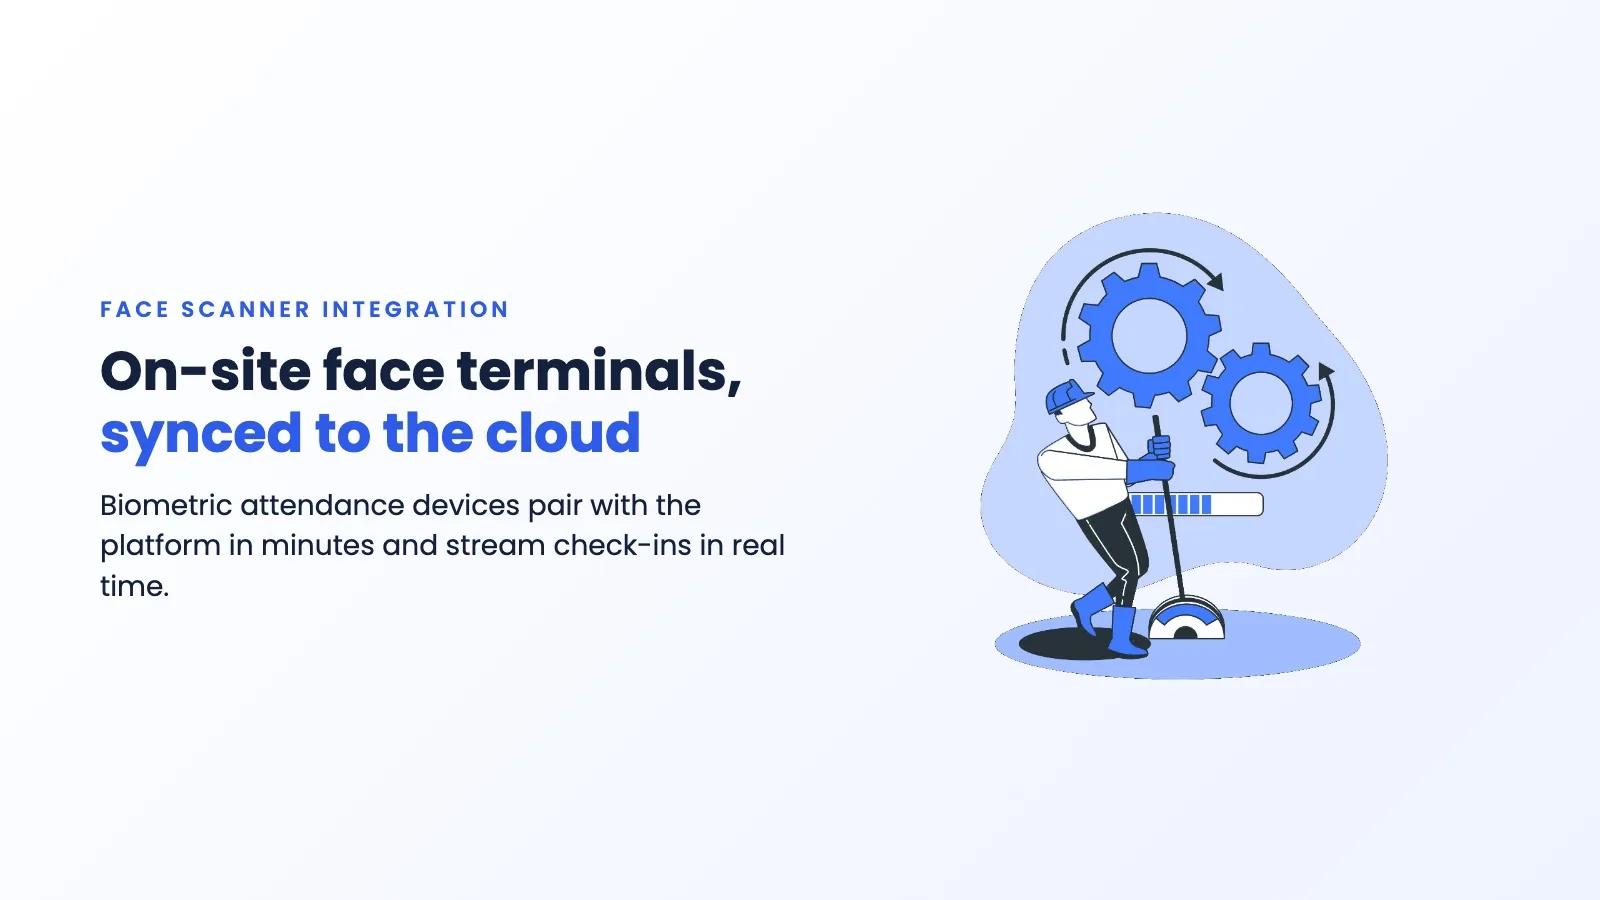 FACE SCANNER INTEGRATION
On-site face terminals,
synced to the cloud
Biometric attendance devices pair with the
platform in minutes and stream check-ins in real
time.